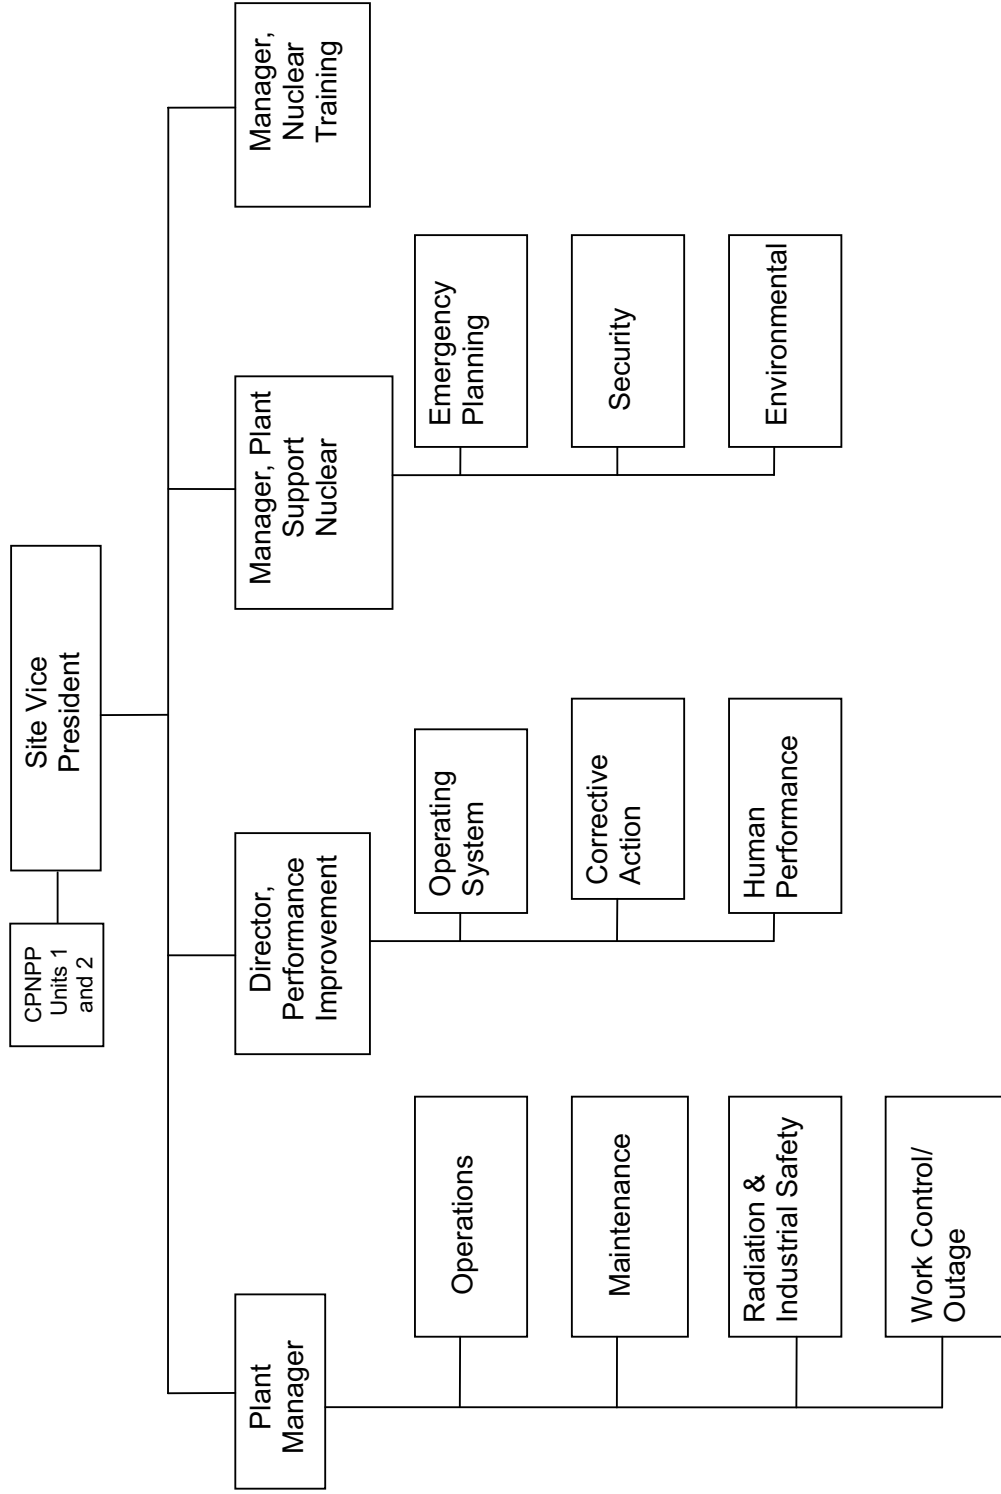 CPNPP
Units 1
and 2
Site Vice
President
Plant
Manager
Director,
Performance
Improvement
Manager, Plant
Support
Nuclear
Manager,
Nuclear
Training
Operations
Maintenance
Radiation &
Industrial Safety
Work Control/
Outage
Operating
System
Corrective
Action
Human
Performance
Emergency
Planning
Security
Environmental